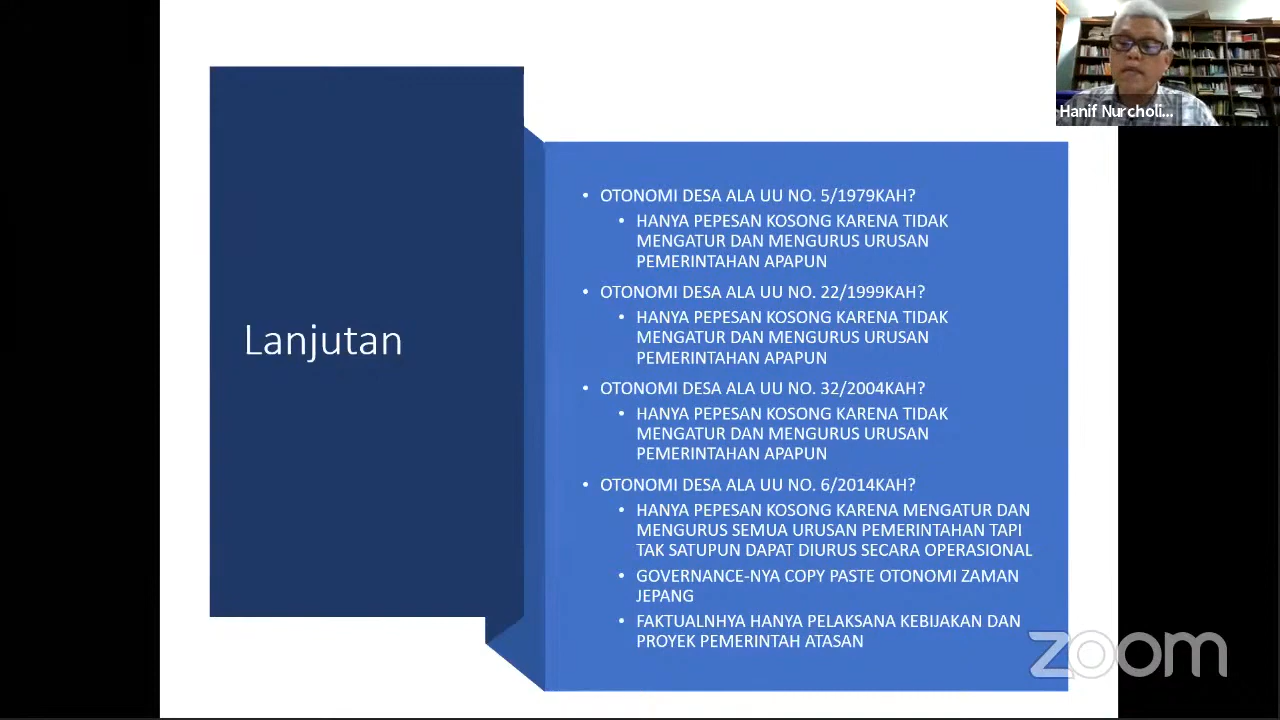 Hanif Nurcholi...
Lanjutan
• OTONOMI DESA ALA UU NO. 5/1979KAH?
• HANYA PEPESAN KOSONG KARENA TIDAK
MENGATUR DAN MENGURUS URUSAN
PEMERINTAHAN APAPUN
• OTONOMI DESA ALA UU NO. 22/1999KAH?
• HANYA PEPESAN KOSONG KARENA TIDAK
MENGATUR DAN MENGURUS URUSAN
PEMERINTAHAN APAPUN
• OTONOMI DESA ALA UU NO. 32/2004KAH?
• HANYA PEPESAN KOSONG KARENA TIDAK
MENGATUR DAN MENGURUS URUSAN
PEMERINTAHAN APAPUN
• OTONOMI DESA ALA UU NO. 6/2014KAH?
• HANYA PEPESAN KOSONG KARENA MENGATUR DAN
MENGURUS SEMUA URUSAN PEMERINTAHAN TAPI
TAK SATUPUN DAPAT DIURUS SECARA OPERASIONAL
• GOVERNANCE-NYA COPY PASTE OTONOMI ZAMAN
JEPANG
• FAKTUALNHYA HANYA PELAKSANA KEBIJAKAN DAN
PROYEK PEMERINTAH ATASAN
zoom